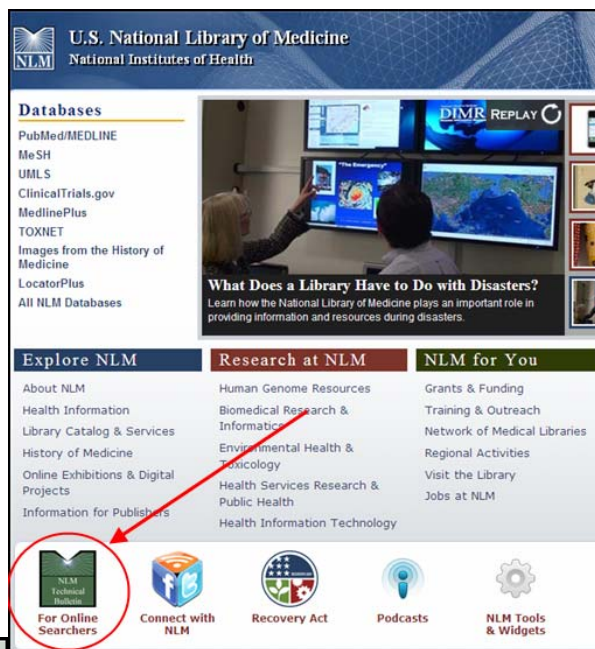 U.S. National Library of Medicine
NLM
National Institutes of Health
Databases
PubMed/MEDLINE
MeSH
UMLS
ClinicalTrials.gov
MedlinePlus
TOXNET
Images from the History of
Medicine
LocatorPlus
All NLM Databases
DIMR REPLAY
"The Emergency"
What Does a Library Have to Do with Disasters?
Learn how the National Library of Medicine plays an important role in
providing information and resources during disasters.
Explore NLM
About NLM
Health Information
Library Catalog & Services
History of Medicine
Online Exhibitions & Digital
Projects
Information for Publishers
Research at NLM
Human Genome Resources
Biomedical Research &
Informatics
Environmental Health &
Toxicology
Health Services Research &
Public Health
Health Information Technology
NLM for You
Grants & Funding
Training & Outreach
Network of Medical Libraries
Regional Activities
Visit the Library
Jobs at NLM
NLM
Technical
Bulletin
For Online
Searchers
Connect with
NLM
Recovery Act
Podcasts
NLM Tools
& Widgets